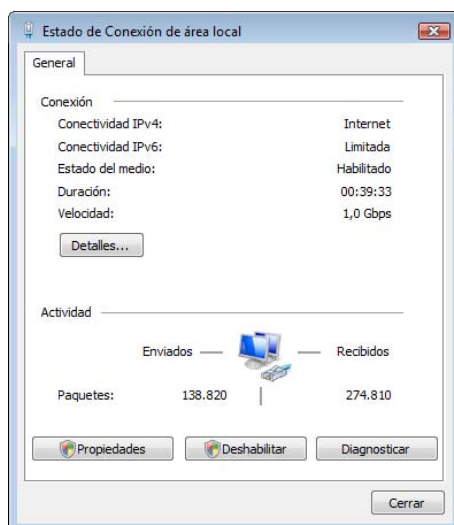 Estado de Conexión de área local
General
Conexión
Conectividad IPv4: Internet
Conectividad IPv6: Limitada
Estado del medio: Habilitado
Duración: 00:39:33
Velocidad: 1,0 Gbps
Detalles...
Actividad
Enviados Recibidos
Paquetes: 138.820 274.810
Propiedades Deshabilitar Diagnosticar
Cerrar